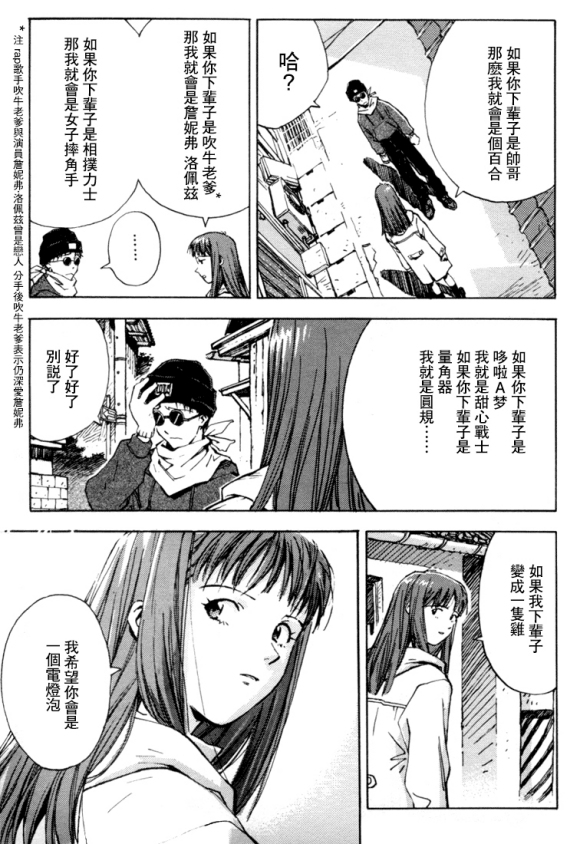 如果你下輩子是帥哥
那麼我就會是個百合
哈？
如果你下輩子是吹牛老爹*
那我就會是詹妮弗 洛佩兹
如果你下輩子是相撲力士
那我就會是女子摔角手
……
*注 rap歌手吹牛老爹與演員詹妮弗 洛佩兹曾是戀人 分手後吹牛老爹表示仍深愛詹妮弗
如果你下輩子是
哆啦A梦
我就是甜心戰士
如果你下輩子是
量角器
我就是圓規……
好了好了
別説了
如果我下輩子
變成一隻雞
我希望你會是
一個電燈泡